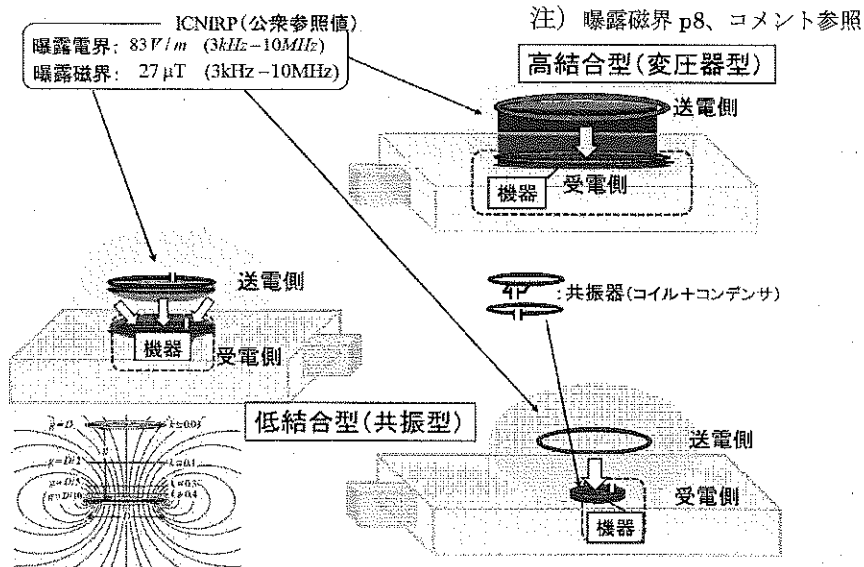 注）曝露磁界 p8、コメント参照
ICNIRP(公衆参照値)
曝露電界: 83V/m (3kHz-10MHz)
曝露磁界: 27μT (3kHz-10MHz)
高結合型(変圧器型)
送電側
受電側
機器
送電側
機器
受電側
:共振器(コイル+コンデンサ)
低結合型(共振型)
送電側
受電側
機器
g=D
g=D/2
k≈0.1
g=D/5